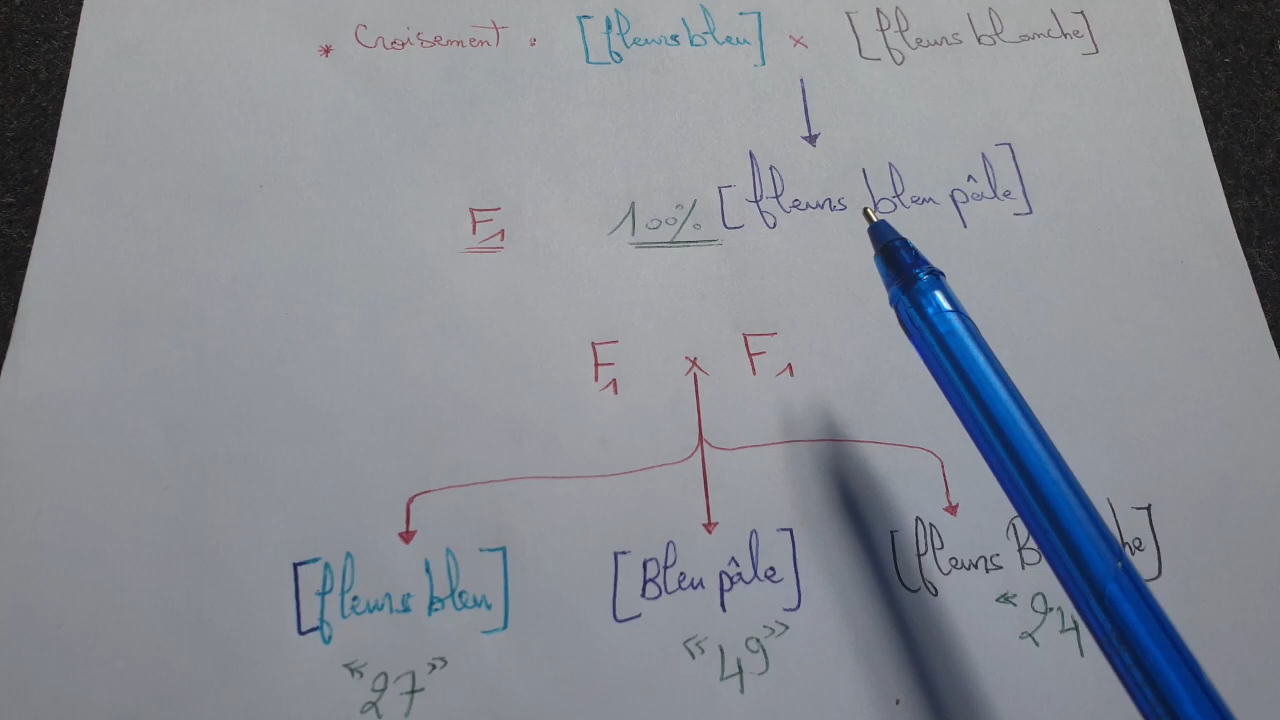 * Croisement : [fleurs bleu] x [fleurs blanche]
F1 100% [fleurs bleu pâle]
F1 x F1
[fleurs bleu] [Bleu pâle] [fleurs
"27" "49" "24